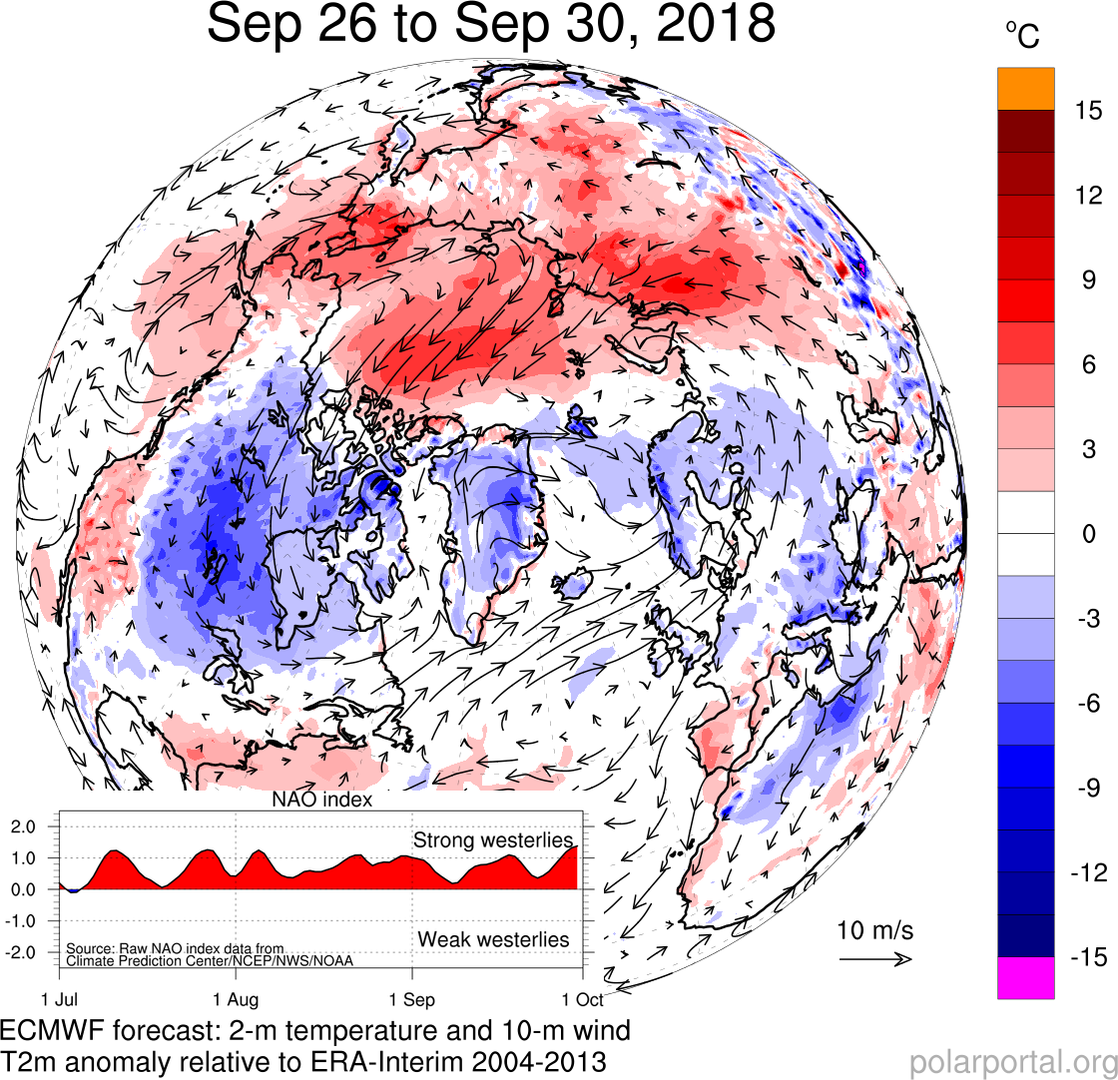 Sep 26 to Sep 30, 2018
ºC
15
12
9
6
3
0
-3
-6
-9
-12
-15
10 m/s
NAO index
2.0
1.0
0.0
-1.0
-2.0
Strong westerlies
Weak westerlies
Source: Raw NAO index data from
Climate Prediction Center/NCEP/NWS/NOAA
1 Jul
1 Aug
1 Sep
1 Oct
ECMWF forecast: 2-m temperature and 10-m wind
T2m anomaly relative to ERA-Interim 2004-2013
polarportal.org